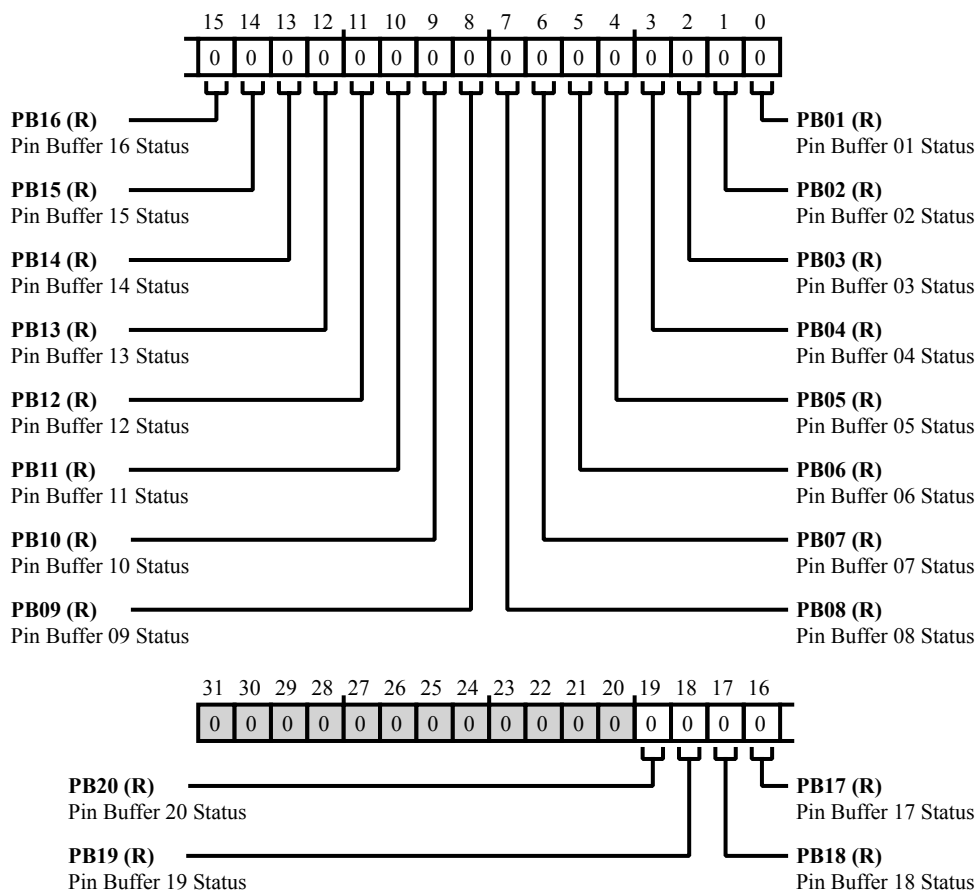 15 14 13 12 11 10 9 8 7 6 5 4 3 2 1 0
0 0 0 0 0 0 0 0 0 0 0 0 0 0 0 0
PB16 (R)
Pin Buffer 16 Status
PB15 (R)
Pin Buffer 15 Status
PB14 (R)
Pin Buffer 14 Status
PB13 (R)
Pin Buffer 13 Status
PB12 (R)
Pin Buffer 12 Status
PB11 (R)
Pin Buffer 11 Status
PB10 (R)
Pin Buffer 10 Status
PB09 (R)
Pin Buffer 09 Status
PB01 (R)
Pin Buffer 01 Status
PB02 (R)
Pin Buffer 02 Status
PB03 (R)
Pin Buffer 03 Status
PB04 (R)
Pin Buffer 04 Status
PB05 (R)
Pin Buffer 05 Status
PB06 (R)
Pin Buffer 06 Status
PB07 (R)
Pin Buffer 07 Status
PB08 (R)
Pin Buffer 08 Status
31 30 29 28 27 26 25 24 23 22 21 20 19 18 17 16
0 0 0 0 0 0 0 0 0 0 0 0 0 0 0 0
PB20 (R)
Pin Buffer 20 Status
PB19 (R)
Pin Buffer 19 Status
PB17 (R)
Pin Buffer 17 Status
PB18 (R)
Pin Buffer 18 Status